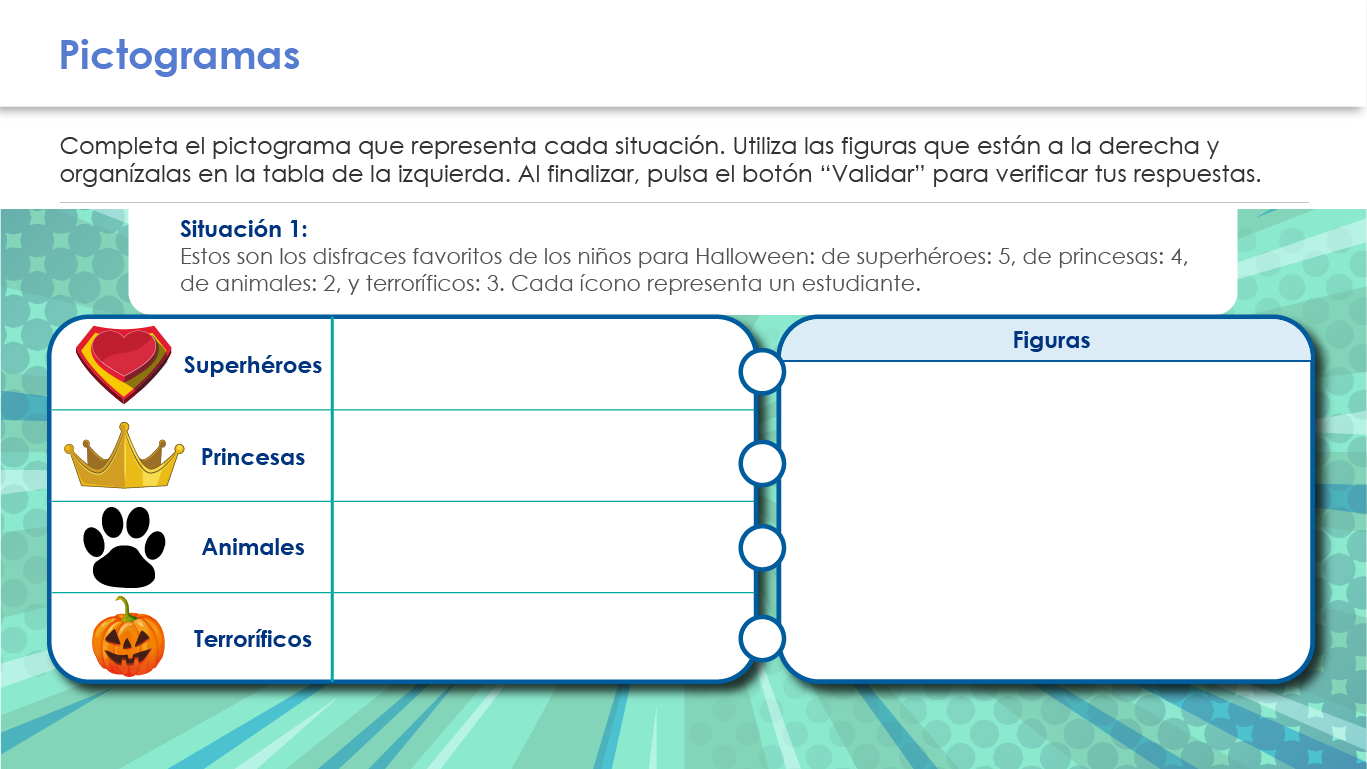 Pictogramas
Completa el pictograma que representa cada situación. Utiliza las figuras que están a la derecha y
organízalas en la tabla de la izquierda. Al finalizar, pulsa el botón “Validar” para verificar tus respuestas.
Situación 1:
Estos son los disfraces favoritos de los niños para Halloween: de superhéroes: 5, de princesas: 4,
de animales: 2, y terroríficos: 3. Cada ícono representa un estudiante.
Superhéroes
Princesas
Animales
Terroríficos
Figuras